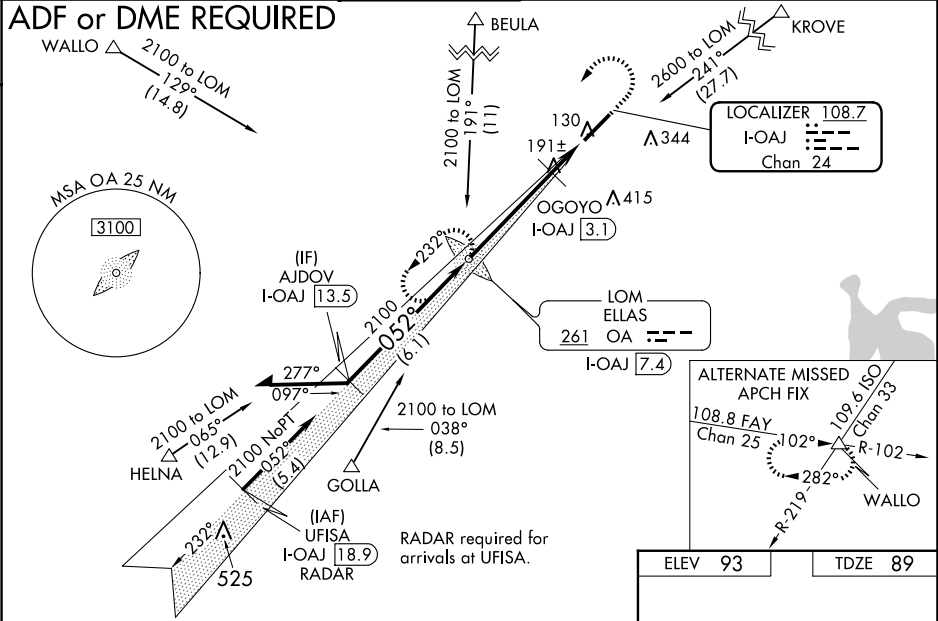 ADF or DME REQUIRED
WALLO
2100 to LOM
129°
(14.8)
BEULA
2100 to LOM
191°
(11)
KROVE
2600 to LOM
241°
(27.7)
LOCALIZER 108.7
I-OAJ
Chan 24
130
191±
344
415
OGOYO
I-OAJ 3.1
MSA OA 25 NM
3100
232°
(IF)
AJDOV
I-OAJ 13.5
2100
052°
(6.1)
LOM
ELLAS
261 OA
I-OAJ 7.4
277°
097°
2100 to LOM
065°
(12.9)
HELNA
2100 NoPT
052°
(5.4)
2100 to LOM
038°
(8.5)
GOLLA
232°
525
(IAF)
UFISA
I-OAJ 18.9
RADAR
RADAR required for
arrivals at UFISA.
ALTERNATE MISSED
APCH FIX
109.6 ISO
Chan 33
108.8 FAY
Chan 25
102°
R-102
282°
WALLO
R-219
ELEV 93
TDZE 89